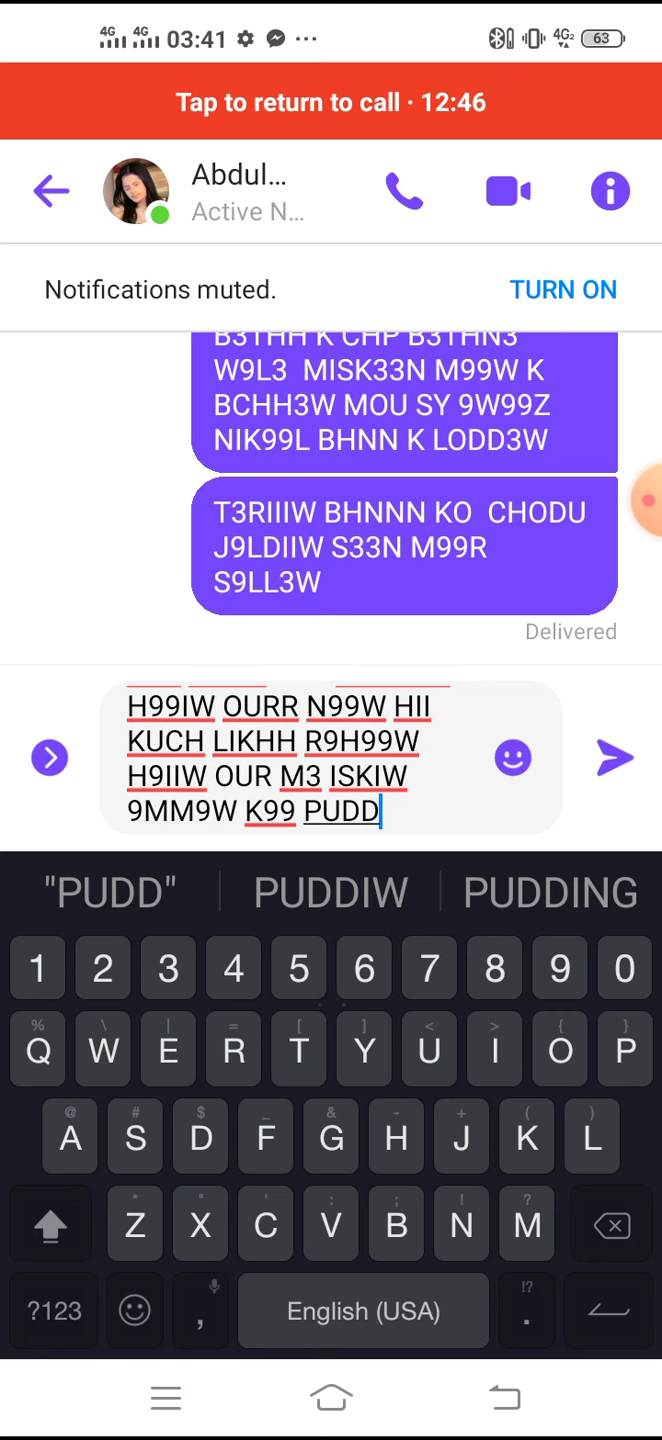 4G 4G 03:41 ··· 4G2 63
Tap to return to call · 12:46
Abdul...
Active N...
Notifications muted. TURN ON
B3THH K CHP B3THN3
W9L3 MISK33N M99W K
BCHH3W MOU SY 9W99Z
NIK99L BHNN K LODD3W
T3RIIIW BHNNN KO CHODU
J9LDIIW S33N M99R
S9LL3W
Delivered
H99IW OURR N99W HII
KUCH LIKHH R9H99W
H9IIW OUR M3 ISKIW
9MM9W K99 PUDD
"PUDD" PUDDIW PUDDING
1 2 3 4 5 6 7 8 9 0
% \ | = [ ] < > { }
Q W E R T Y U I O P
@ # $ _ & - + ( )
A S D F G H J K L
* " ' : ; ! ?
Z X C V B N M
?123 , English (USA) !? .